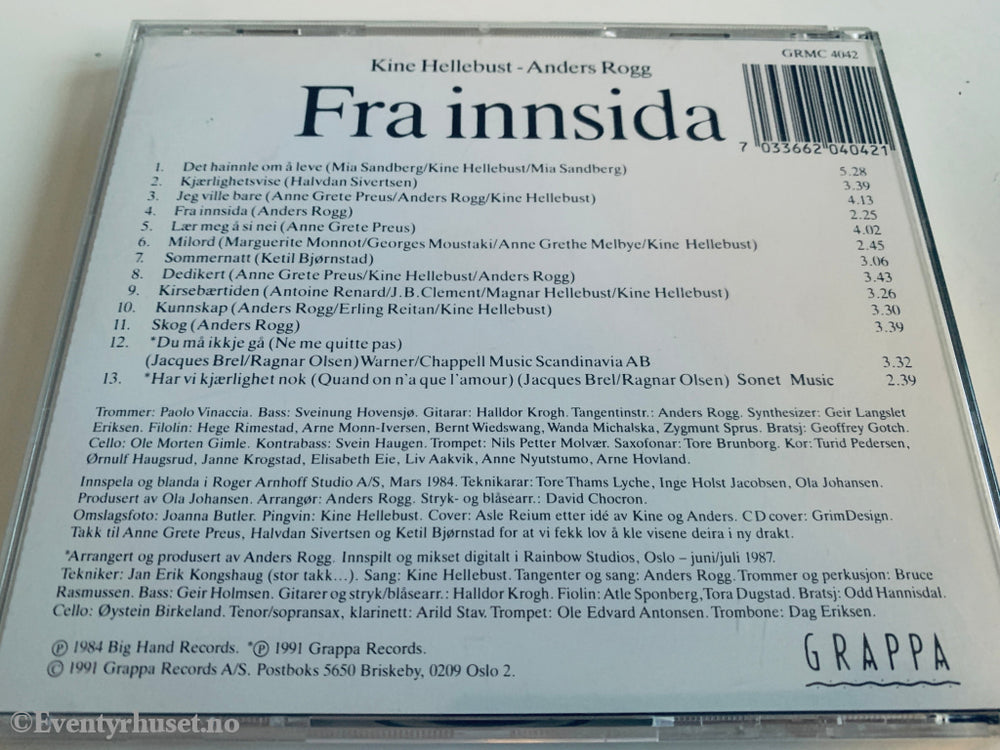 GRMC 4042
Kine Hellebust - Anders Rogg
Fra innsida
7 033662 040421
1. Det hainnle om å leve (Mia Sandberg/Kine Hellebust/Mia Sandberg) 5.28
2. Kjærlighetsvise (Halvdan Sivertsen) 3.39
3. Jeg ville bare (Anne Grete Preus/Anders Rogg/Kine Hellebust) 4.13
4. Fra innsida (Anders Rogg) 2.25
5. Lær meg å si nei (Anne Grete Preus) 4.02
6. Milord (Marguerite Monnot/Georges Moustaki/Anne Grethe Melbye/Kine Hellebust) 2.45
7. Sommernatt (Ketil Bjørnstad) 3.06
8. Dedikert (Anne Grete Preus/Kine Hellebust/Anders Rogg) 3.43
9. Kirsebærtiden (Antoine Renard/J.B.Clement/Magnar Hellebust/Kine Hellebust) 3.26
10. Kunnskap (Anders Rogg/Erling Reitan/Kine Hellebust) 3.30
11. Skog (Anders Rogg) 3.39
12. *Du må ikkje gå (Ne me quitte pas)
(Jacques Brel/Ragnar Olsen) Warner/Chappell Music Scandinavia AB 3.32
13. *Har vi kjærlighet nok (Quand on n'a que l'amour) (Jacques Brel/Ragnar Olsen) Sonet Music 2.39
Trommer: Paolo Vinaccia. Bass: Sveinung Hovensjø. Gitarar: Halldor Krogh. Tangentinstr.: Anders Rogg. Synthesizer: Geir Langslet
Eriksen. Filolin: Hege Rimestad, Arne Monn-Iversen, Bernt Wiedswang, Wanda Michalska, Zygmunt Sprus. Bratsj: Geoffrey Gotch.
Cello: Ole Morten Gimle. Kontrabass: Svein Haugen. Trompet: Nils Petter Molvær. Saxofonar: Tore Brunborg. Kor: Turid Pedersen,
Ørnulf Haugsrud, Janne Krogstad, Elisabeth Eie, Liv Aakvik, Anne Nyutstumo, Arne Hovland.
Innspela og blanda i Roger Arnhoff Studio A/S, Mars 1984. Teknikarar: Tore Thams Lyche, Inge Holst Jacobsen, Ola Johansen.
Produsert av Ola Johansen. Arrangør: Anders Rogg. Stryk- og blåsearr.: David Chocron.
Omslagsfoto: Joanna Butler. Pingvin: Kine Hellebust. Cover: Asle Reium etter idé av Kine og Anders. CD cover: GrimDesign.
Takk til Anne Grete Preus, Halvdan Sivertsen og Ketil Bjørnstad for at vi fekk lov å kle visene deira i ny drakt.
*Arrangert og produsert av Anders Rogg. Innspilt og mikset digitalt i Rainbow Studios, Oslo – juni/juli 1987.
Tekniker: Jan Erik Kongshaug (stor takk...). Sang: Kine Hellebust. Tangenter og sang: Anders Rogg. Trommer og perkusjon: Bruce
Rasmussen. Bass: Geir Holmsen. Gitarer og stryk/blåsearr.: Halldor Krogh. Fiolin: Atle Sponberg, Tora Dugstad. Bratsj: Odd Hannisdal.
Cello: Øystein Birkeland. Tenor/sopransax, klarinett: Arild Stav. Trompet: Ole Edvard Antonsen. Trombone: Dag Eriksen.
℗ 1984 Big Hand Records. *℗ 1991 Grappa Records.
© 1991 Grappa Records A/S. Postboks 5650 Briskeby, 0209 Oslo 2.
GRAPPA
©Eventyrhuset.no